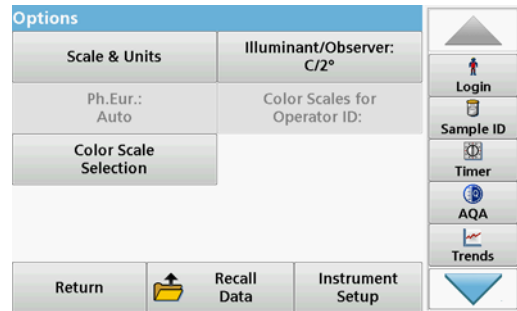 Options
Scale & Units
Illuminant/Observer:
C/2°
Ph.Eur.:
Auto
Color Scales for
Operator ID:
Color Scale
Selection
Return
Recall
Data
Instrument
Setup
Login
Sample ID
Timer
AQA
Trends